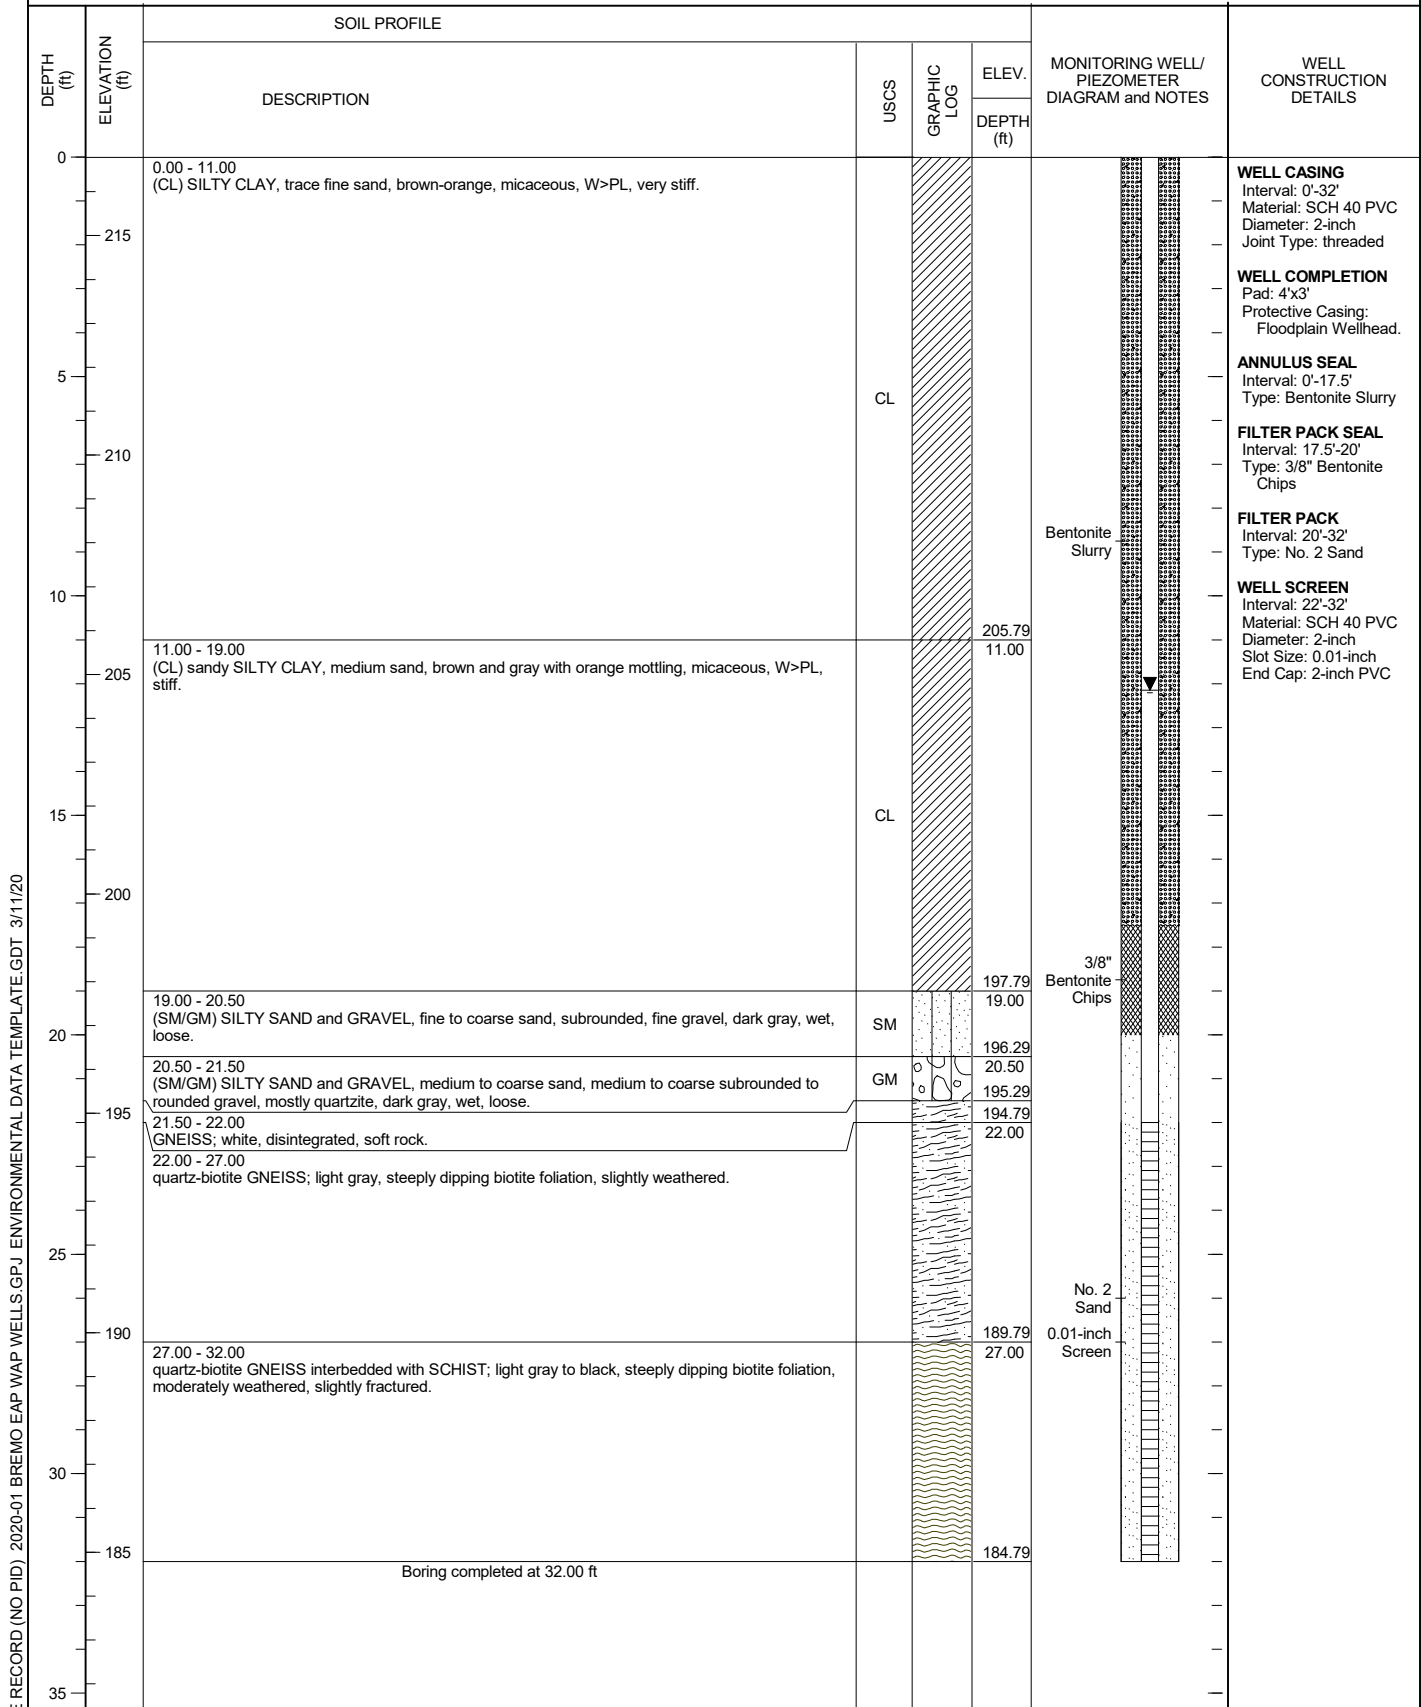 SOIL PROFILE
DEPTH
(ft)
ELEVATION
(ft)
DESCRIPTION
USCS
GRAPHIC
LOG
ELEV.
DEPTH
(ft)
MONITORING WELL/
PIEZOMETER
DIAGRAM and NOTES
WELL
CONSTRUCTION
DETAILS
0
5
10
15
20
25
30
35
215
210
205
200
195
190
185
0.00 - 11.00
(CL) SILTY CLAY, trace fine sand, brown-orange, micaceous, W>PL, very stiff.
CL
205.79
11.00 - 19.00
11.00
(CL) sandy SILTY CLAY, medium sand, brown and gray with orange mottling, micaceous, W>PL,
stiff.
CL
197.79
19.00 - 20.50
19.00
(SM/GM) SILTY SAND and GRAVEL, fine to coarse sand, subrounded, fine gravel, dark gray, wet,
loose.
SM
196.29
20.50 - 21.50
20.50
(SM/GM) SILTY SAND and GRAVEL, medium to coarse sand, medium to coarse subrounded to
rounded gravel, mostly quartzite, dark gray, wet, loose.
GM
195.29
194.79
21.50 - 22.00
GNEISS; white, disintegrated, soft rock.
22.00
22.00 - 27.00
quartz-biotite GNEISS; light gray, steeply dipping biotite foliation, slightly weathered.
189.79
27.00 - 32.00
27.00
quartz-biotite GNEISS interbedded with SCHIST; light gray to black, steeply dipping biotite foliation,
moderately weathered, slightly fractured.
184.79
Boring completed at 32.00 ft
Bentonite
Slurry
3/8"
Bentonite
Chips
No. 2
Sand
0.01-inch
Screen
WELL CASING
Interval: 0'-32'
Material: SCH 40 PVC
Diameter: 2-inch
Joint Type: threaded
WELL COMPLETION
Pad: 4'x3'
Protective Casing:
Floodplain Wellhead.
ANNULUS SEAL
Interval: 0'-17.5'
Type: Bentonite Slurry
FILTER PACK SEAL
Interval: 17.5'-20'
Type: 3/8" Bentonite
Chips
FILTER PACK
Interval: 20'-32'
Type: No. 2 Sand
WELL SCREEN
Interval: 22'-32'
Material: SCH 40 PVC
Diameter: 2-inch
Slot Size: 0.01-inch
End Cap: 2-inch PVC
RECORD (NO PID) 2020-01 BREMO EAP WAP WELLS.GPJ ENVIRONMENTAL DATA TEMPLATE.GDT 3/11/20